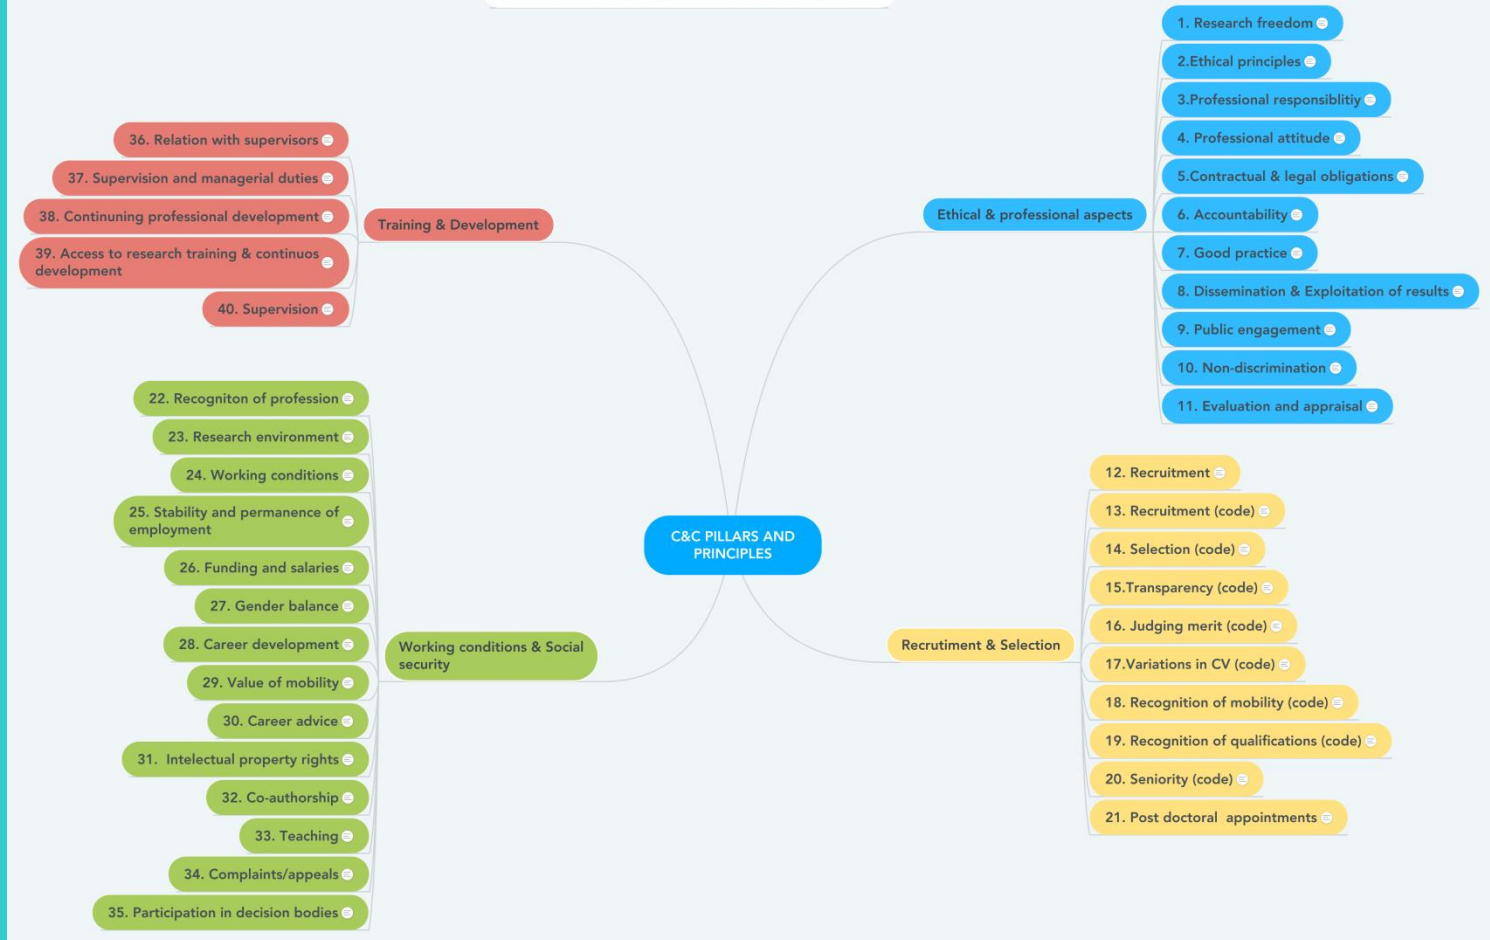 C&C PILLARS AND
PRINCIPLES
Ethical & professional aspects
1. Research freedom
2.Ethical principles
3.Professional responsiblitiy
4. Professional attitude
5.Contractual & legal obligations
6. Accountability
7. Good practice
8. Dissemination & Exploitation of results
9. Public engagement
10. Non-discrimination
11. Evaluation and appraisal
Recrutiment & Selection
12. Recruitment
13. Recruitment (code)
14. Selection (code)
15.Transparency (code)
16. Judging merit (code)
17.Variations in CV (code)
18. Recognition of mobility (code)
19. Recognition of qualifications (code)
20. Seniority (code)
21. Post doctoral  appointments
Working conditions & Social
security
22. Recogniton of profession
23. Research environment
24. Working conditions
25. Stability and permanence of
employment
26. Funding and salaries
27. Gender balance
28. Career development
29. Value of mobility
30. Career advice
31.  Intelectual property rights
32. Co-authorship
33. Teaching
34. Complaints/appeals
35. Participation in decision bodies
Training & Development
36. Relation with supervisors
37. Supervision and managerial duties
38. Continuning professional development
39. Access to research training & continuos
development
40. Supervision